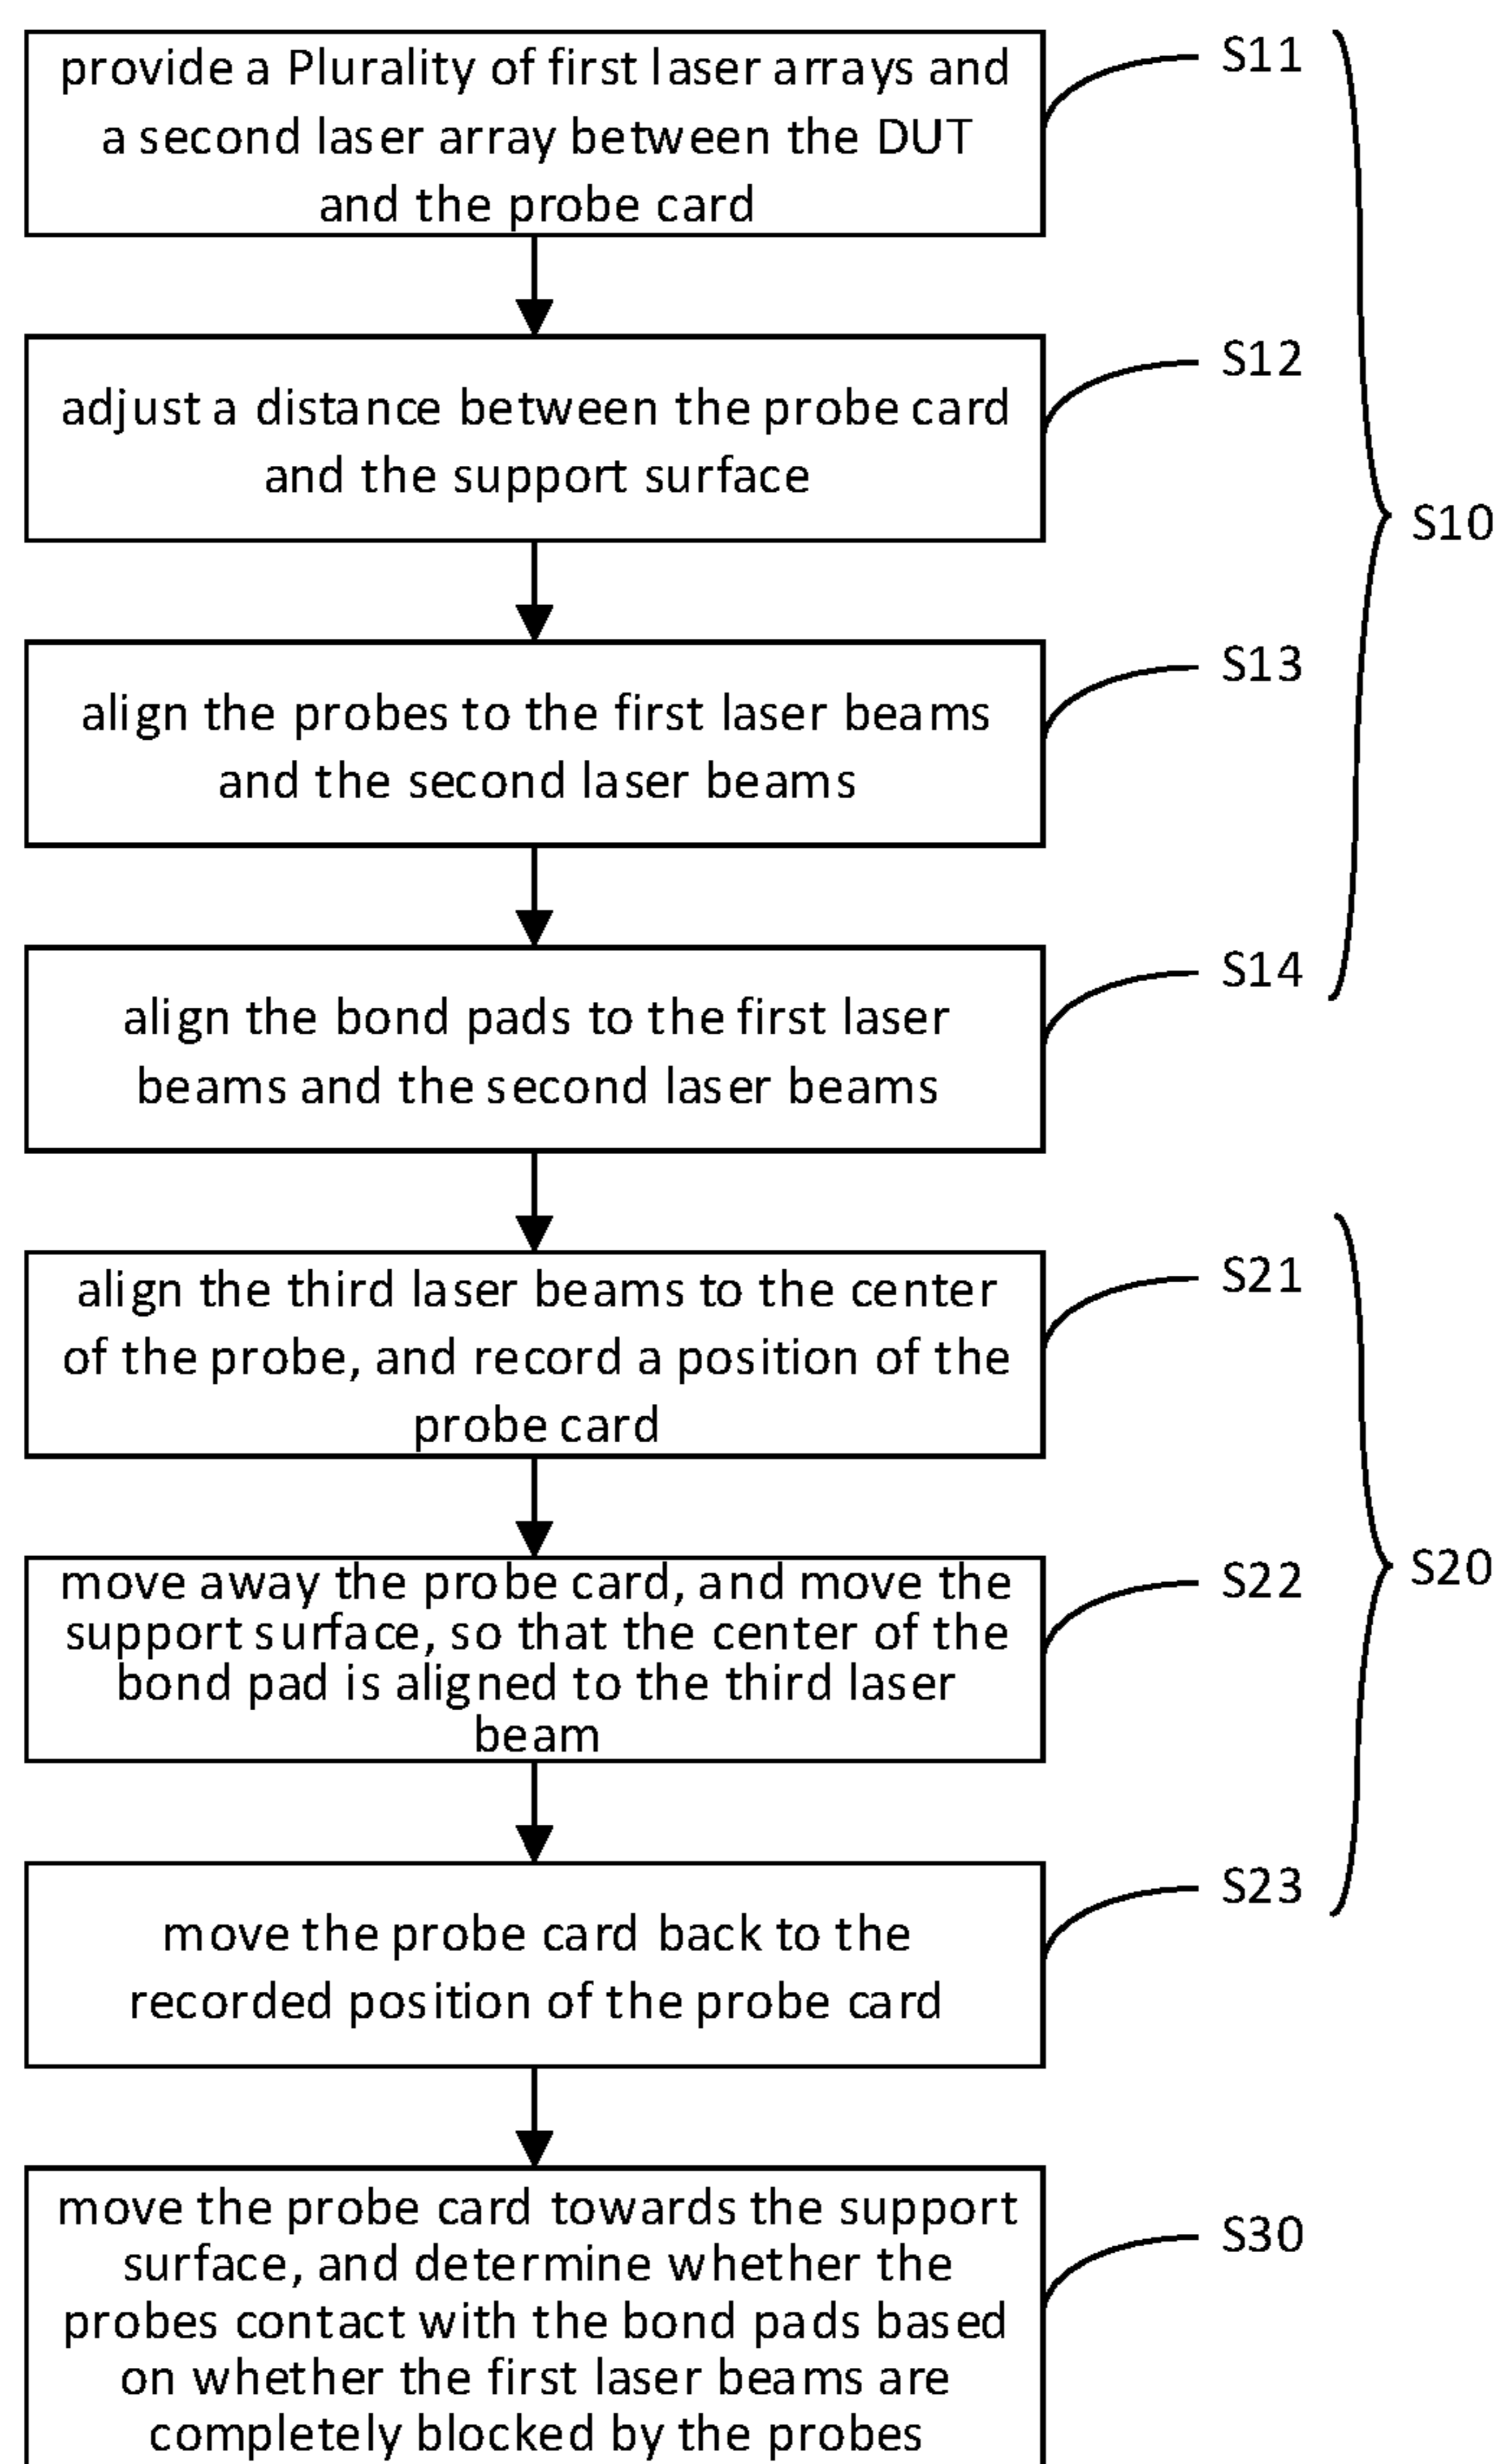 provide a Plurality of first laser arrays and
a second laser array between the DUT
and the probe card
S11
adjust a distance between the probe card
and the support surface
S12
S10
align the probes to the first laser beams
and the second laser beams
S13
align the bond pads to the first laser
beams and the second laser beams
S14
align the third laser beams to the center
of the probe, and record a position of the
probe card
S21
move away the probe card, and move the
support surface, so that the center of the
bond pad is aligned to the third laser
beam
S22
S20
move the probe card back to the
recorded position of the probe card
S23
move the probe card towards the support
surface, and determine whether the
probes contact with the bond pads based
on whether the first laser beams are
completely blocked by the probes
S30